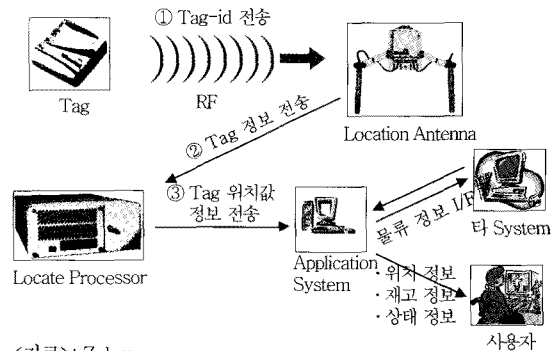 ① Tag-id 전송
Tag
RF
Location Antenna
② Tag 정보 전송
③ Tag 위치값
정보 전송
Locate Processor
Application
System
물류 정보 I/F
타 System
· 위치 정보
· 재고 정보
· 상태 정보
사용자